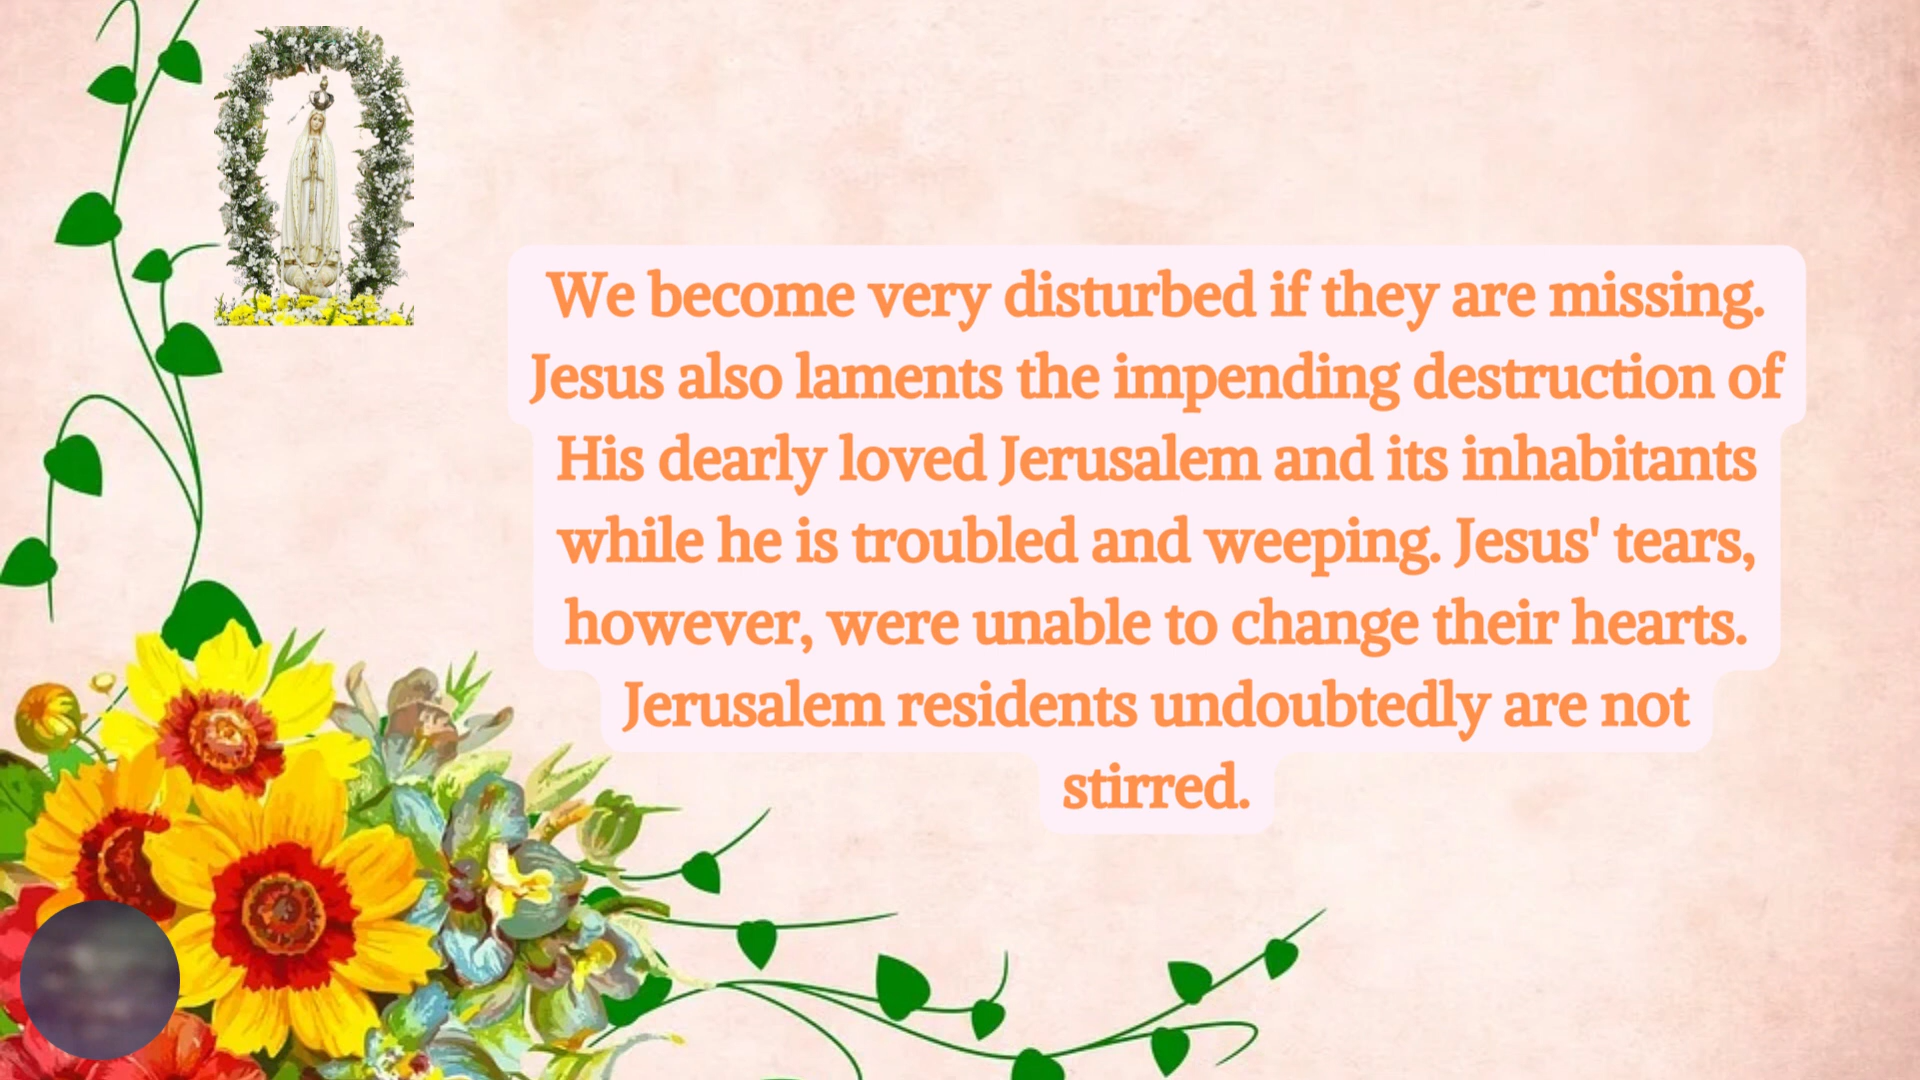 We become very disturbed if they are missing.
Jesus also laments the impending destruction of
His dearly loved Jerusalem and its inhabitants
while he is troubled and weeping. Jesus' tears,
however, were unable to change their hearts.
Jerusalem residents undoubtedly are not
stirred.